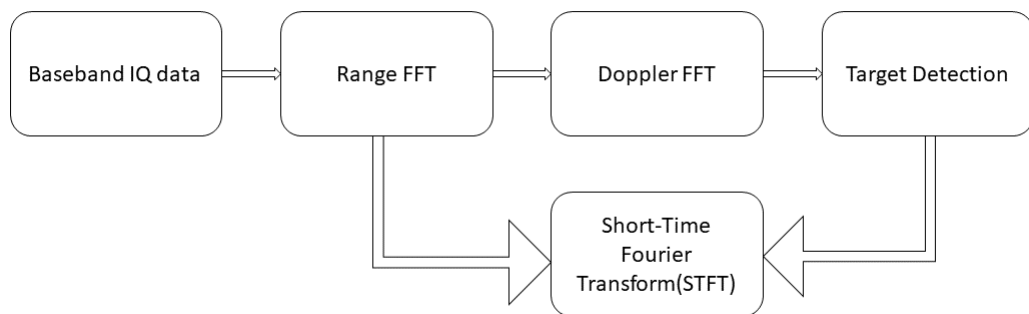 Baseband IQ data
Range FFT
Doppler FFT
Target Detection
Short-Time
Fourier
Transform(STFT)